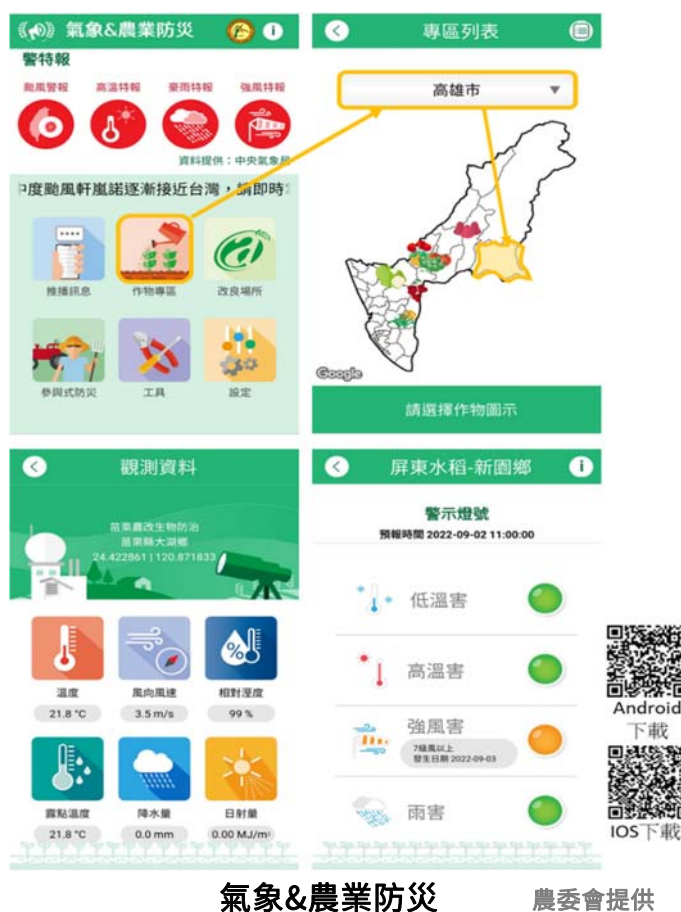 氣象&農業防災
警特報
颱風警報
高溫特報
豪雨特報
強風特報
資料提供：中央氣象局
中度颱風軒嵐諾逐漸接近台灣，請即時
推播訊息
作物專區
改良場所
參與式防災
工具
設定
專區列表
高雄市
Google
請選擇作物圖示
觀測資料
苗栗農改生物防治
苗栗縣大湖鄉
24.422861 | 120.871833
溫度
風向風速
相對溼度
21.8 °C
3.5 m/s
99 %
露點溫度
降水量
日射量
21.8 °C
0.0 mm
0.00 MJ/m²
屏東水稻-新園鄉
警示燈號
預報時間 2022-09-02 11:00:00
低溫害
高溫害
強風害
7級風以上
發生日期 2022-09-03
雨害
Android
下載
IOS下載
氣象&農業防災
農委會提供